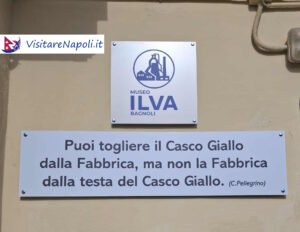 VisitareNapoli.it
MUSEO
ILVA
BAGNOLI
Puoi togliere il Casco Giallo
dalla Fabbrica, ma non la Fabbrica
dalla testa del Casco Giallo. (C.Pellegrino)